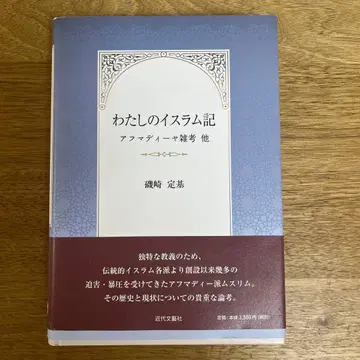 わたしのイスラム記
アフマディーヤ雑考 他
磯崎 定基
独特な教義のため、
伝統的イスラム各派より創設以来幾多の
迫害・暴圧を受けてきたアフマディー派ムスリム。
その歴史と現状についての貴重な論考。
近代文藝社